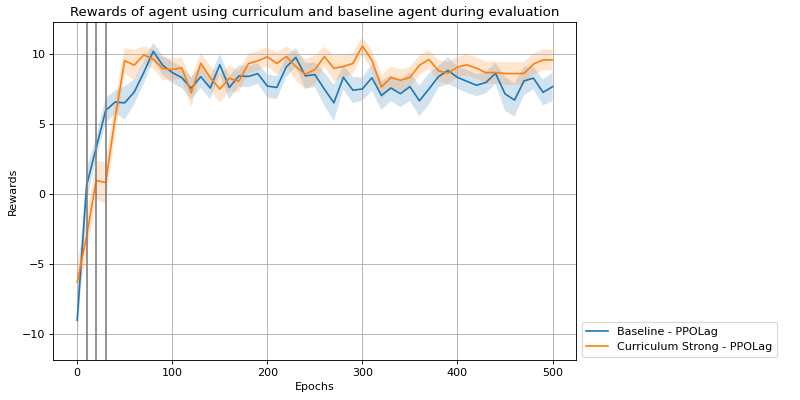 Rewards of agent using curriculum and baseline agent during evaluation
10
5
0
−5
−10
Rewards
0
100
200
300
400
500
Epochs
Baseline - PPOLag
Curriculum Strong - PPOLag